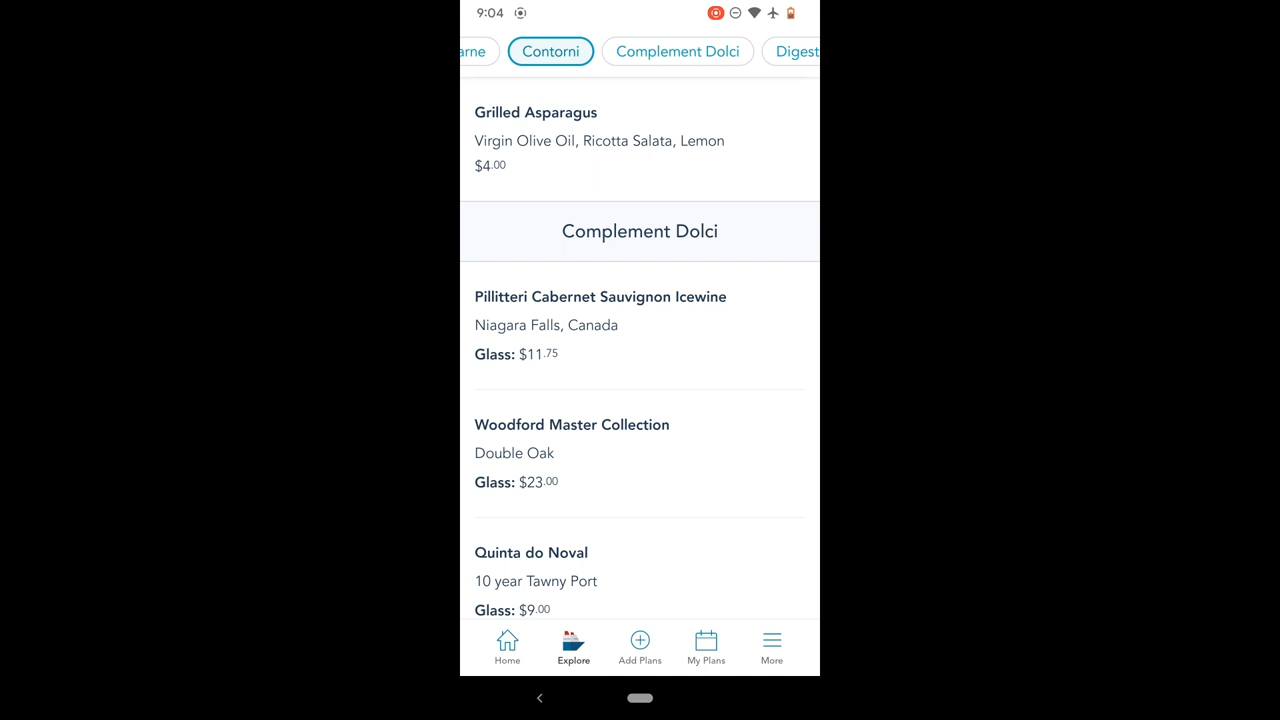 9:04
arne
Contorni
Complement Dolci
Digest
Grilled Asparagus
Virgin Olive Oil, Ricotta Salata, Lemon
$4.00
Complement Dolci
Pillitteri Cabernet Sauvignon Icewine
Niagara Falls, Canada
Glass: $11.75
Woodford Master Collection
Double Oak
Glass: $23.00
Quinta do Noval
10 year Tawny Port
Glass: $9.00
Home
Explore
Add Plans
My Plans
More